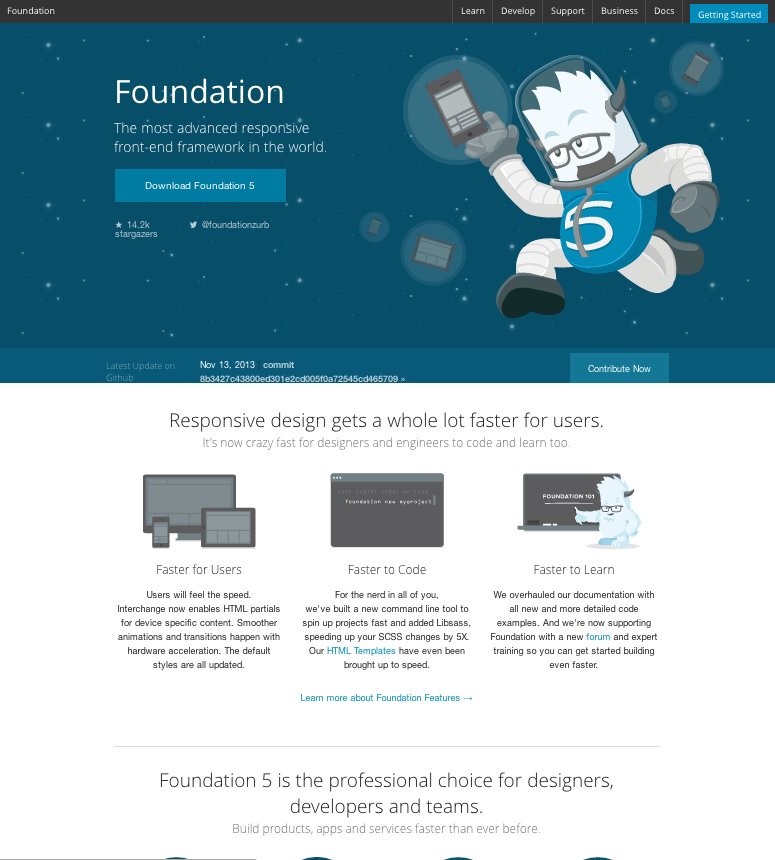 Foundation
Learn
Develop
Support
Business
Docs
Getting Started
Foundation
The most advanced responsive
front-end framework in the world.
Download Foundation 5
14.2k
stargazers
@foundationzurb
5
Latest Update on
Github
Nov 13, 2013 commit
8b3427c43800ed301e2cd005f0a72545cd465709 »
Contribute Now
Responsive design gets a whole lot faster for users.
It's now crazy fast for designers and engineers to code and learn too.
foundation new myproject
FOUNDATION 101
Faster for Users
Users will feel the speed.
Interchange now enables HTML partials
for device specific content. Smoother
animations and transitions happen with
hardware acceleration. The default
styles are all updated.
Faster to Code
For the nerd in all of you,
we've built a new command line tool to
spin up projects fast and added Libsass,
speeding up your SCSS changes by 5X.
Our HTML Templates have even been
brought up to speed.
Faster to Learn
We overhauled our documentation with
all new and more detailed code
examples. And we're now supporting
Foundation with a new forum and expert
training so you can get started building
even faster.
Learn more about Foundation Features →
Foundation 5 is the professional choice for designers,
developers and teams.
Build products, apps and services faster than ever before.